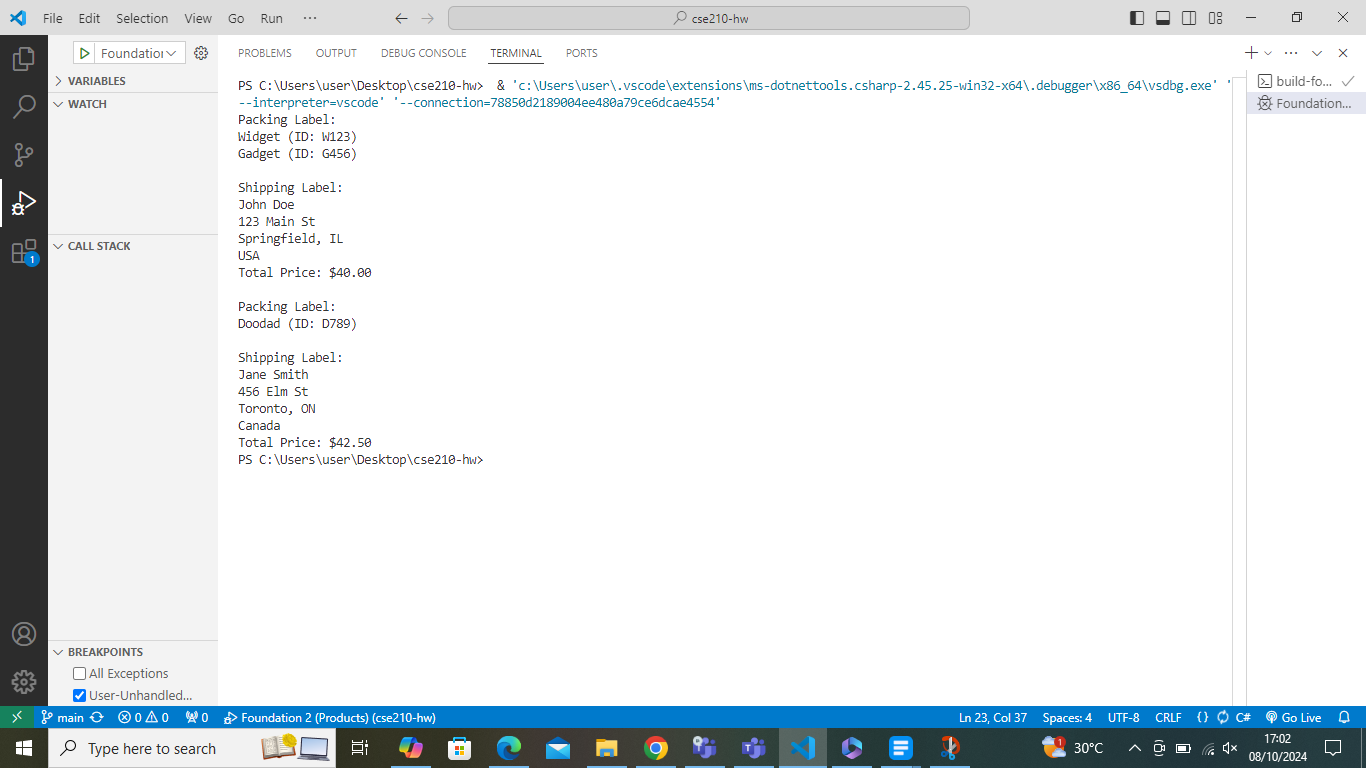 File Edit Selection View Go Run ··· cse210-hw
Foundation
VARIABLES
WATCH
CALL STACK
BREAKPOINTS
All Exceptions
User-Unhandled...
1
PROBLEMS OUTPUT DEBUG CONSOLE TERMINAL PORTS
PS C:\Users\user\Desktop\cse210-hw>  & 'c:\Users\user\.vscode\extensions\ms-dotnettools.csharp-2.45.25-win32-x64\.debugger\x86_64\vsdbg.exe' '
--interpreter=vscode' '--connection=78850d2189004ee480a79ce6dcae4554'
Packing Label:
Widget (ID: W123)
Gadget (ID: G456)
Shipping Label:
John Doe
123 Main St
Springfield, IL
USA
Total Price: $40.00
Packing Label:
Doodad (ID: D789)
Shipping Label:
Jane Smith
456 Elm St
Toronto, ON
Canada
Total Price: $42.50
PS C:\Users\user\Desktop\cse210-hw>
build-fo...
Foundation...
main 0 0 0 Foundation 2 (Products) (cse210-hw) Ln 23, Col 37 Spaces: 4 UTF-8 CRLF {} C# Go Live
Type here to search 1 30°C 17:02
08/10/2024